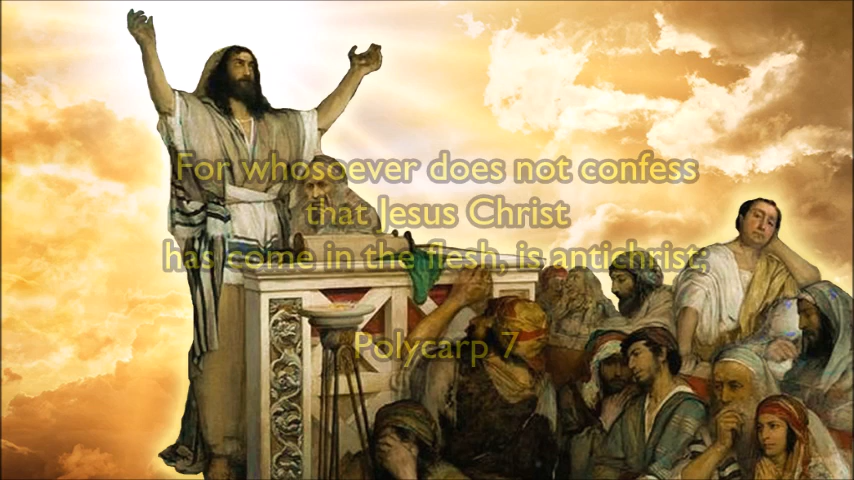 For whosoever does not confess
that Jesus Christ
has come in the flesh, is antichrist;
Polycarp 7